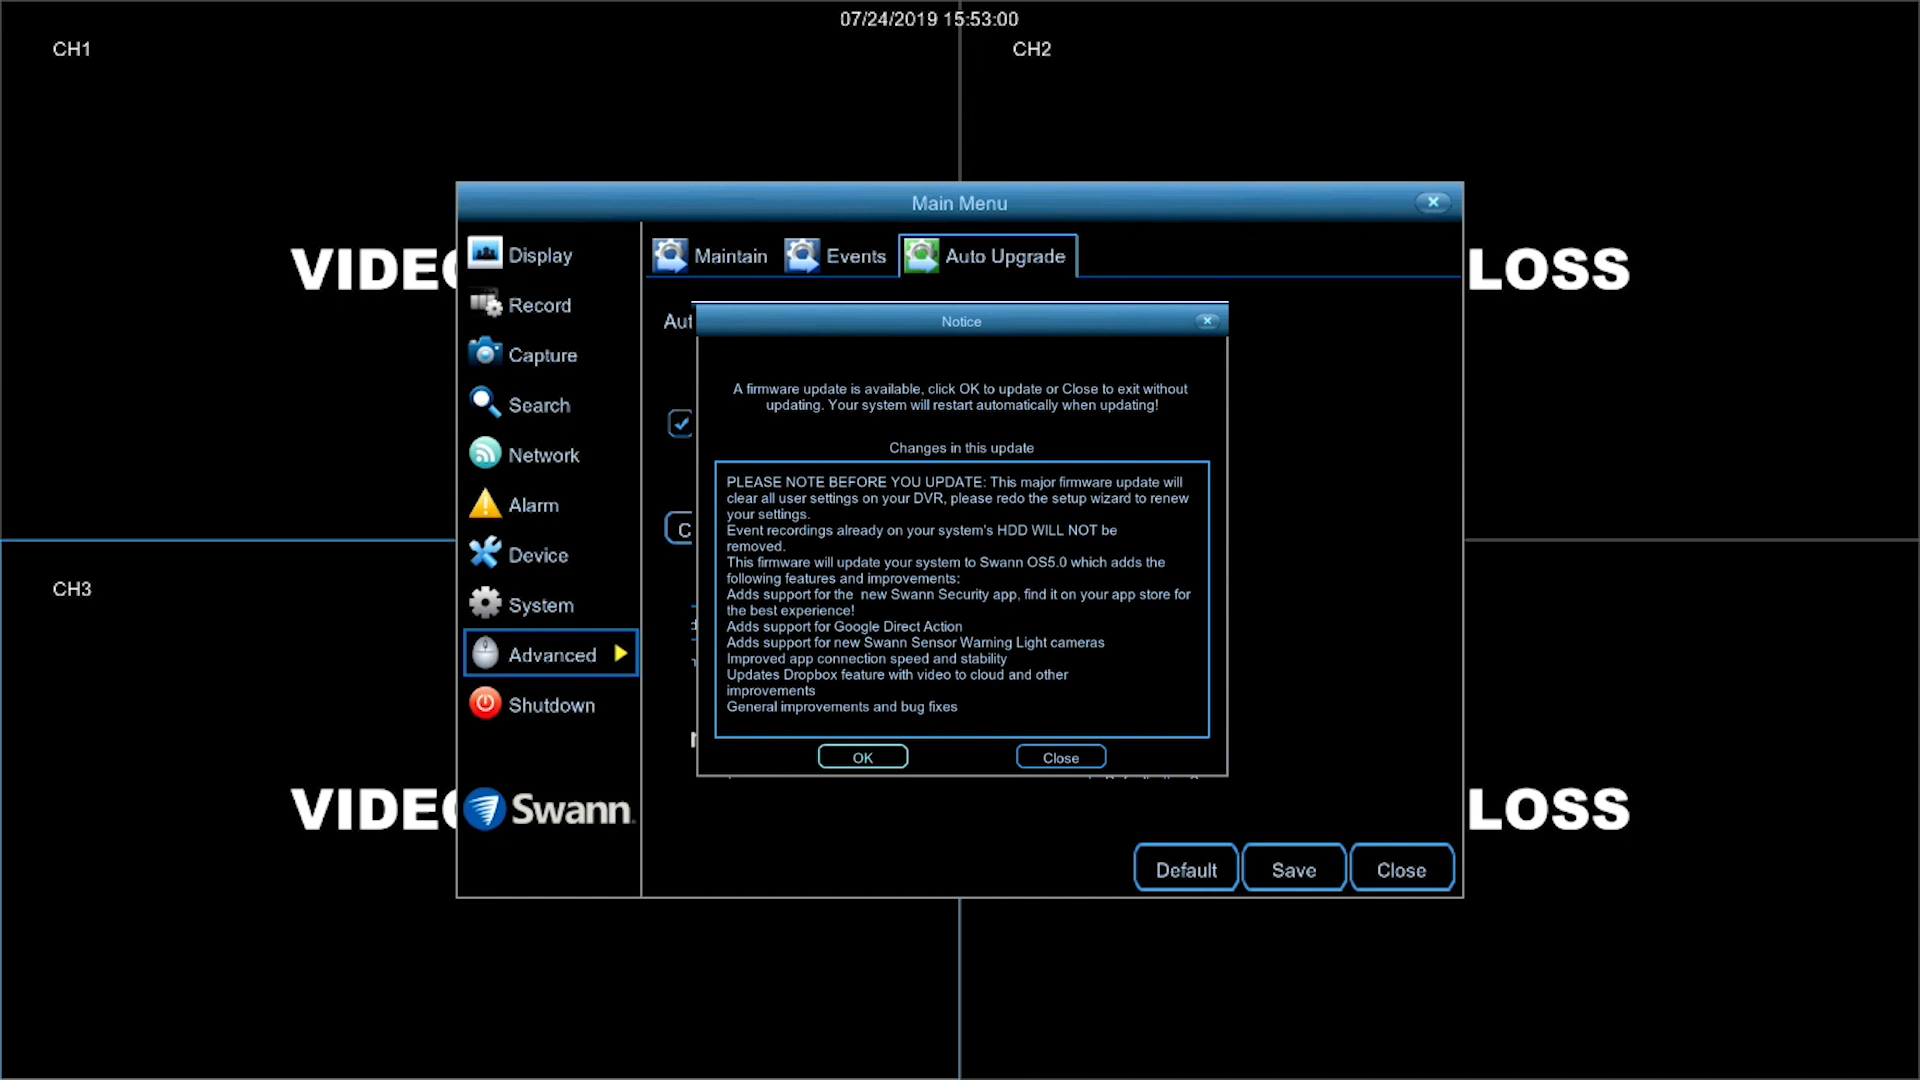 07/24/2019 15:53:00
CH1
CH2
Main Menu
Display
Record
Capture
Search
Network
Alarm
Device
System
Advanced
Shutdown
Swann
Maintain
Events
Auto Upgrade
Notice
A firmware update is available, click OK to update or Close to exit without
updating. Your system will restart automatically when updating!
Changes in this update
PLEASE NOTE BEFORE YOU UPDATE: This major firmware update will
clear all user settings on your DVR, please redo the setup wizard to renew
your settings.
Event recordings already on your system's HDD WILL NOT be
removed.
This firmware will update your system to Swann OS5.0 which adds the
following features and improvements:
Adds support for the  new Swann Security app, find it on your app store for
the best experience!
Adds support for Google Direct Action
Adds support for new Swann Sensor Warning Light cameras
Improved app connection speed and stability
Updates Dropbox feature with video to cloud and other
improvements
General improvements and bug fixes
OK
Close
Default
Save
Close
LOSS
CH3
LOSS